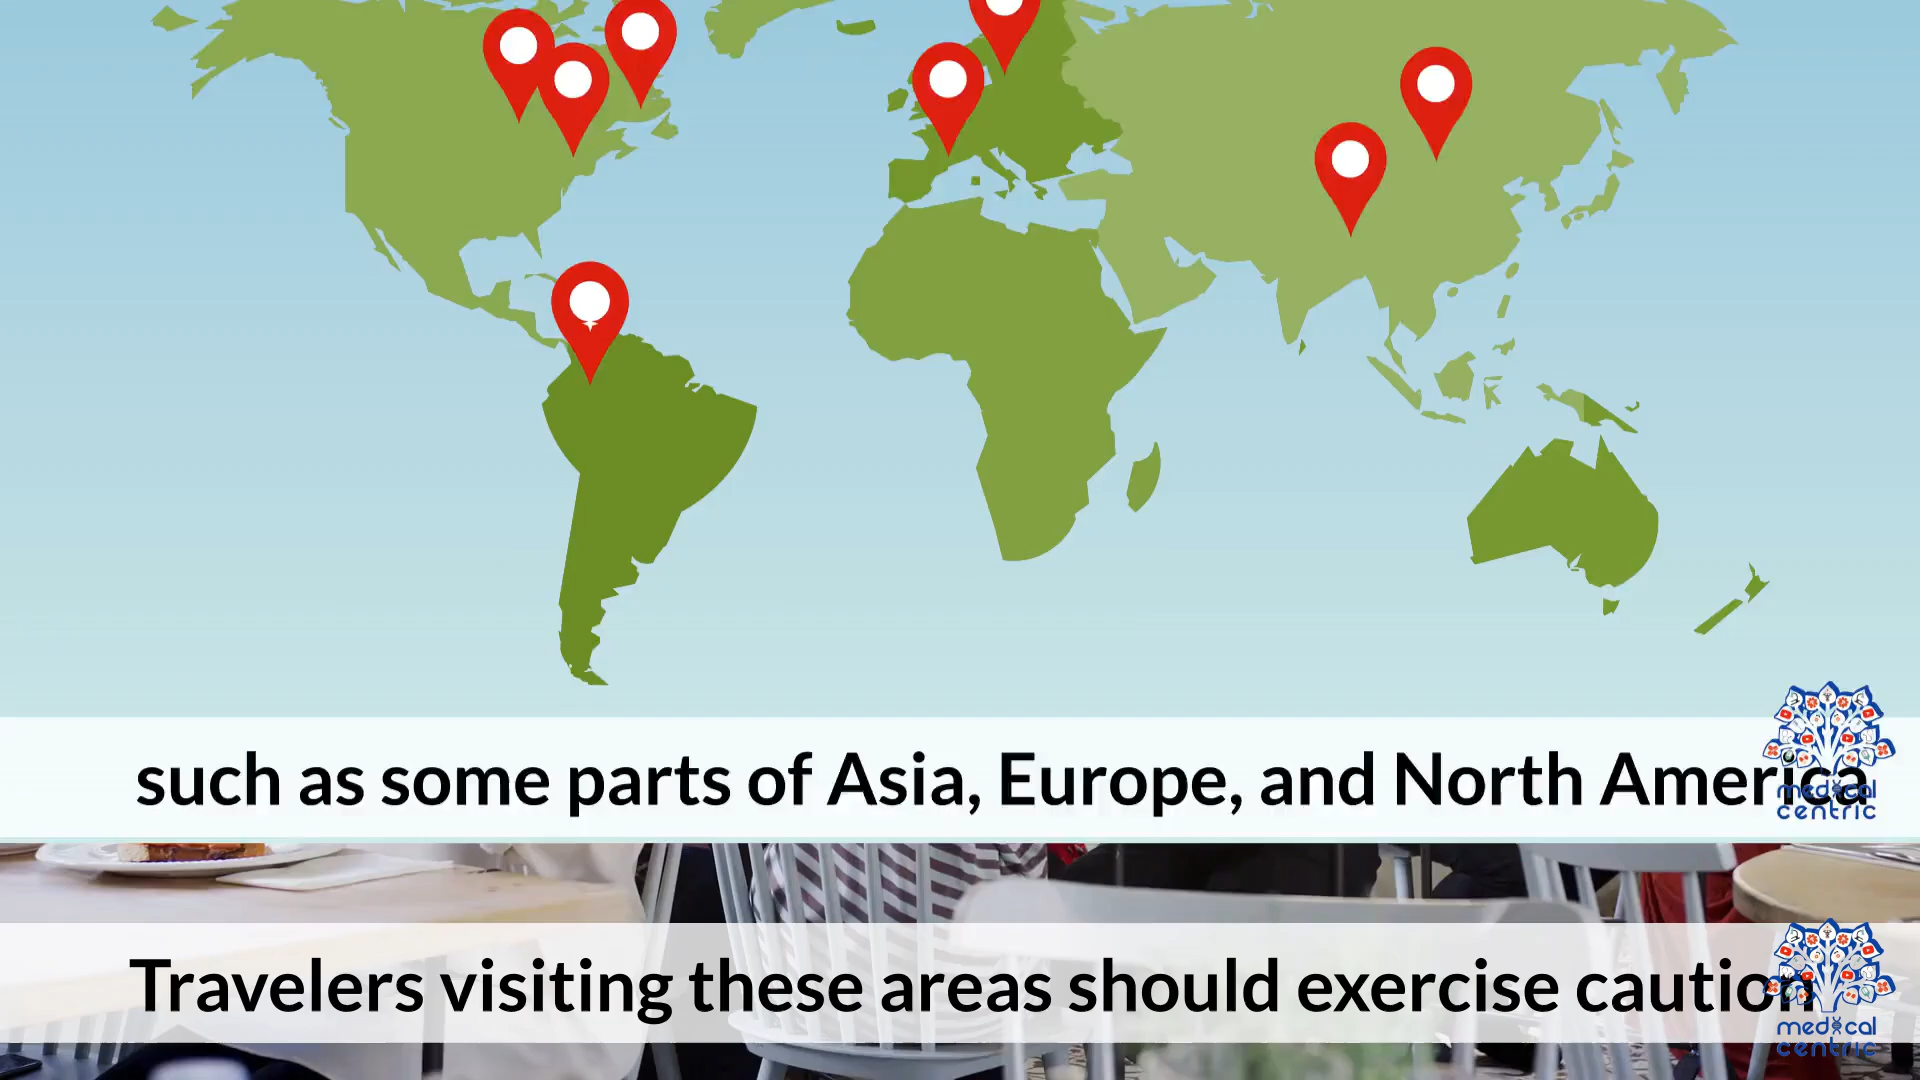 such as some parts of Asia, Europe, and North America
medical
centric
Travelers visiting these areas should exercise caution
medical
centric